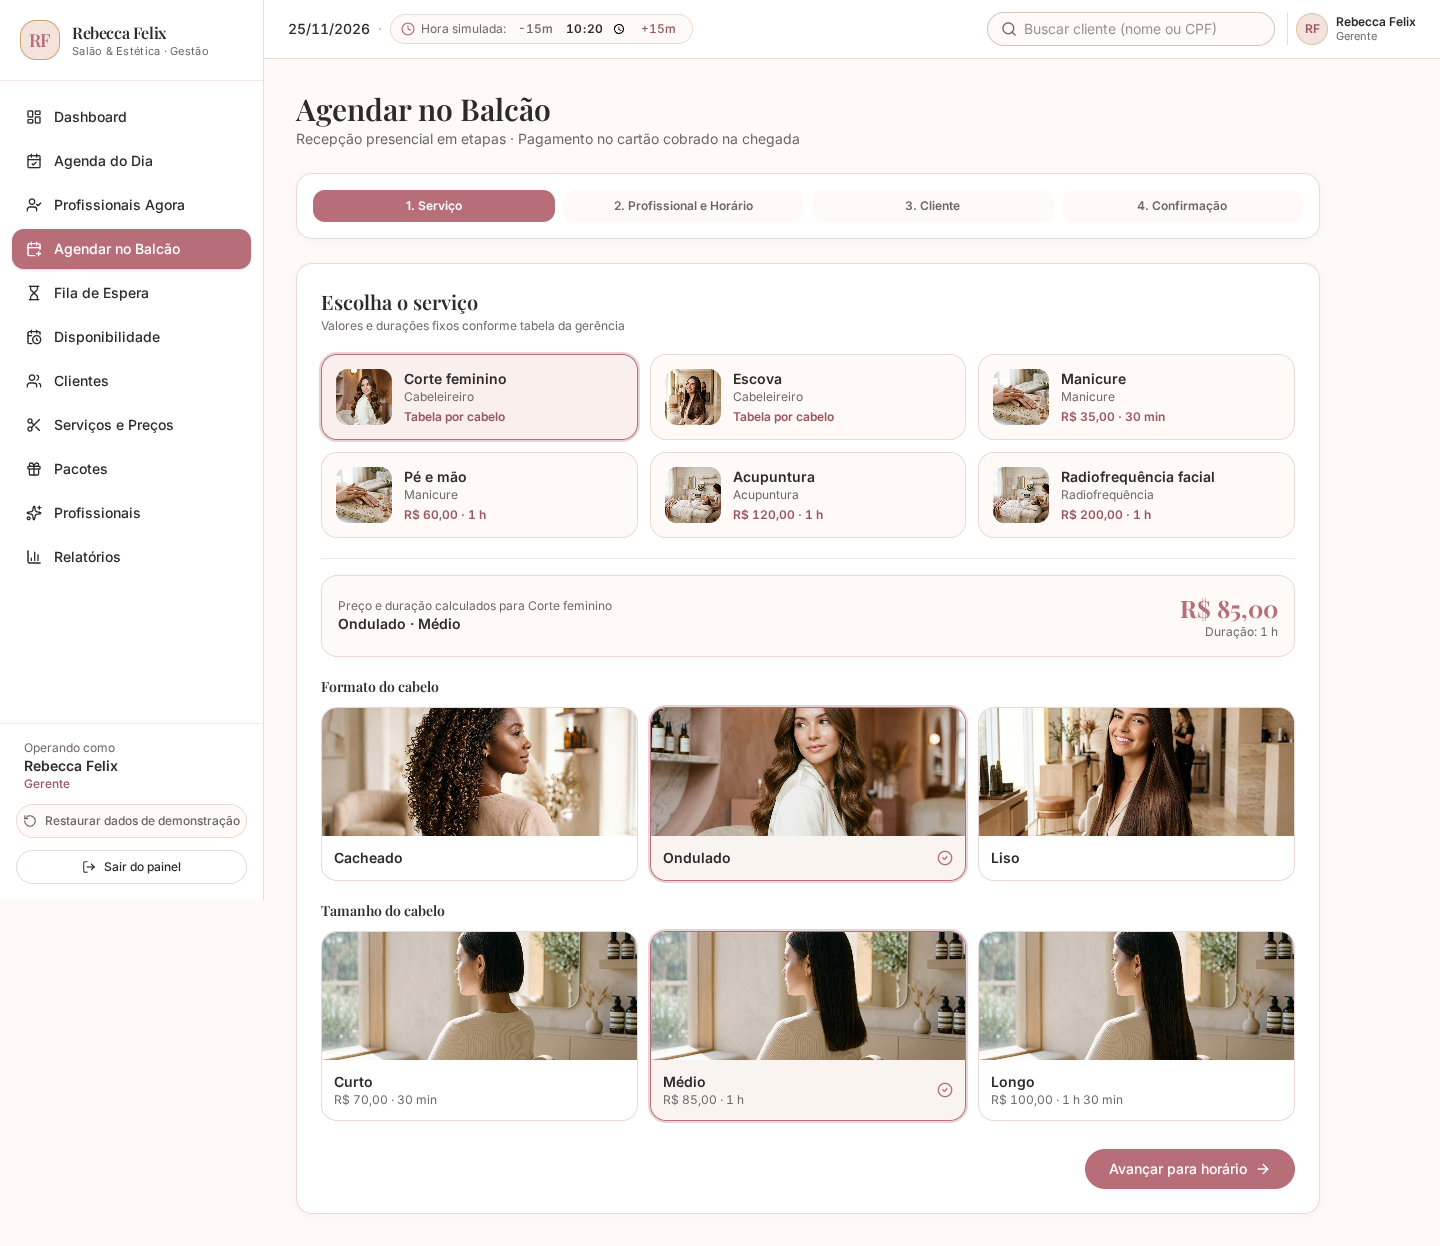 RF
Rebecca Felix
Salão & Estética · Gestão
Dashboard
Agenda do Dia
Profissionais Agora
Agendar no Balcão
Fila de Espera
Disponibilidade
Clientes
Serviços e Preços
Pacotes
Profissionais
Relatórios
Operando como
Rebecca Felix
Gerente
Restaurar dados de demonstração
Sair do painel
25/11/2026 · Hora simulada: -15m 10:20 +15m
Buscar cliente (nome ou CPF)
RF
Rebecca Felix
Gerente
Agendar no Balcão
Recepção presencial em etapas · Pagamento no cartão cobrado na chegada
1. Serviço
2. Profissional e Horário
3. Cliente
4. Confirmação
Escolha o serviço
Valores e durações fixos conforme tabela da gerência
Corte feminino
Cabeleireiro
Tabela por cabelo
Escova
Cabeleireiro
Tabela por cabelo
Manicure
Manicure
R$ 35,00 · 30 min
Pé e mão
Manicure
R$ 60,00 · 1 h
Acupuntura
Acupuntura
R$ 120,00 · 1 h
Radiofrequência facial
Radiofrequência
R$ 200,00 · 1 h
Preço e duração calculados para Corte feminino
Ondulado · Médio
R$ 85,00
Duração: 1 h
Formato do cabelo
Cacheado
Ondulado
Liso
Tamanho do cabelo
Curto
R$ 70,00 · 30 min
Médio
R$ 85,00 · 1 h
Longo
R$ 100,00 · 1 h 30 min
Avançar para horário